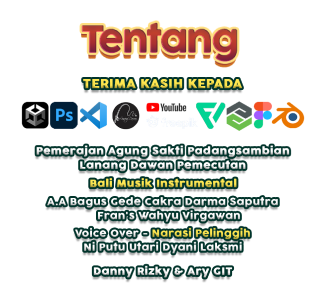 Tentang
TERIMA KASIH KEPADA
Ps
YouTube
Pemerajan Agung Sakti Padangsambian
Lanang Dawan Pemecutan
Bali Musik Instrumental
A.A Bagus Gede Cakra Darma Saputra
Fran's Wahyu Virgawan
Voice Over - Narasi Pelinggih
Ni Putu Utari Dyani Laksmi
Danny Rizky & Ary GIT